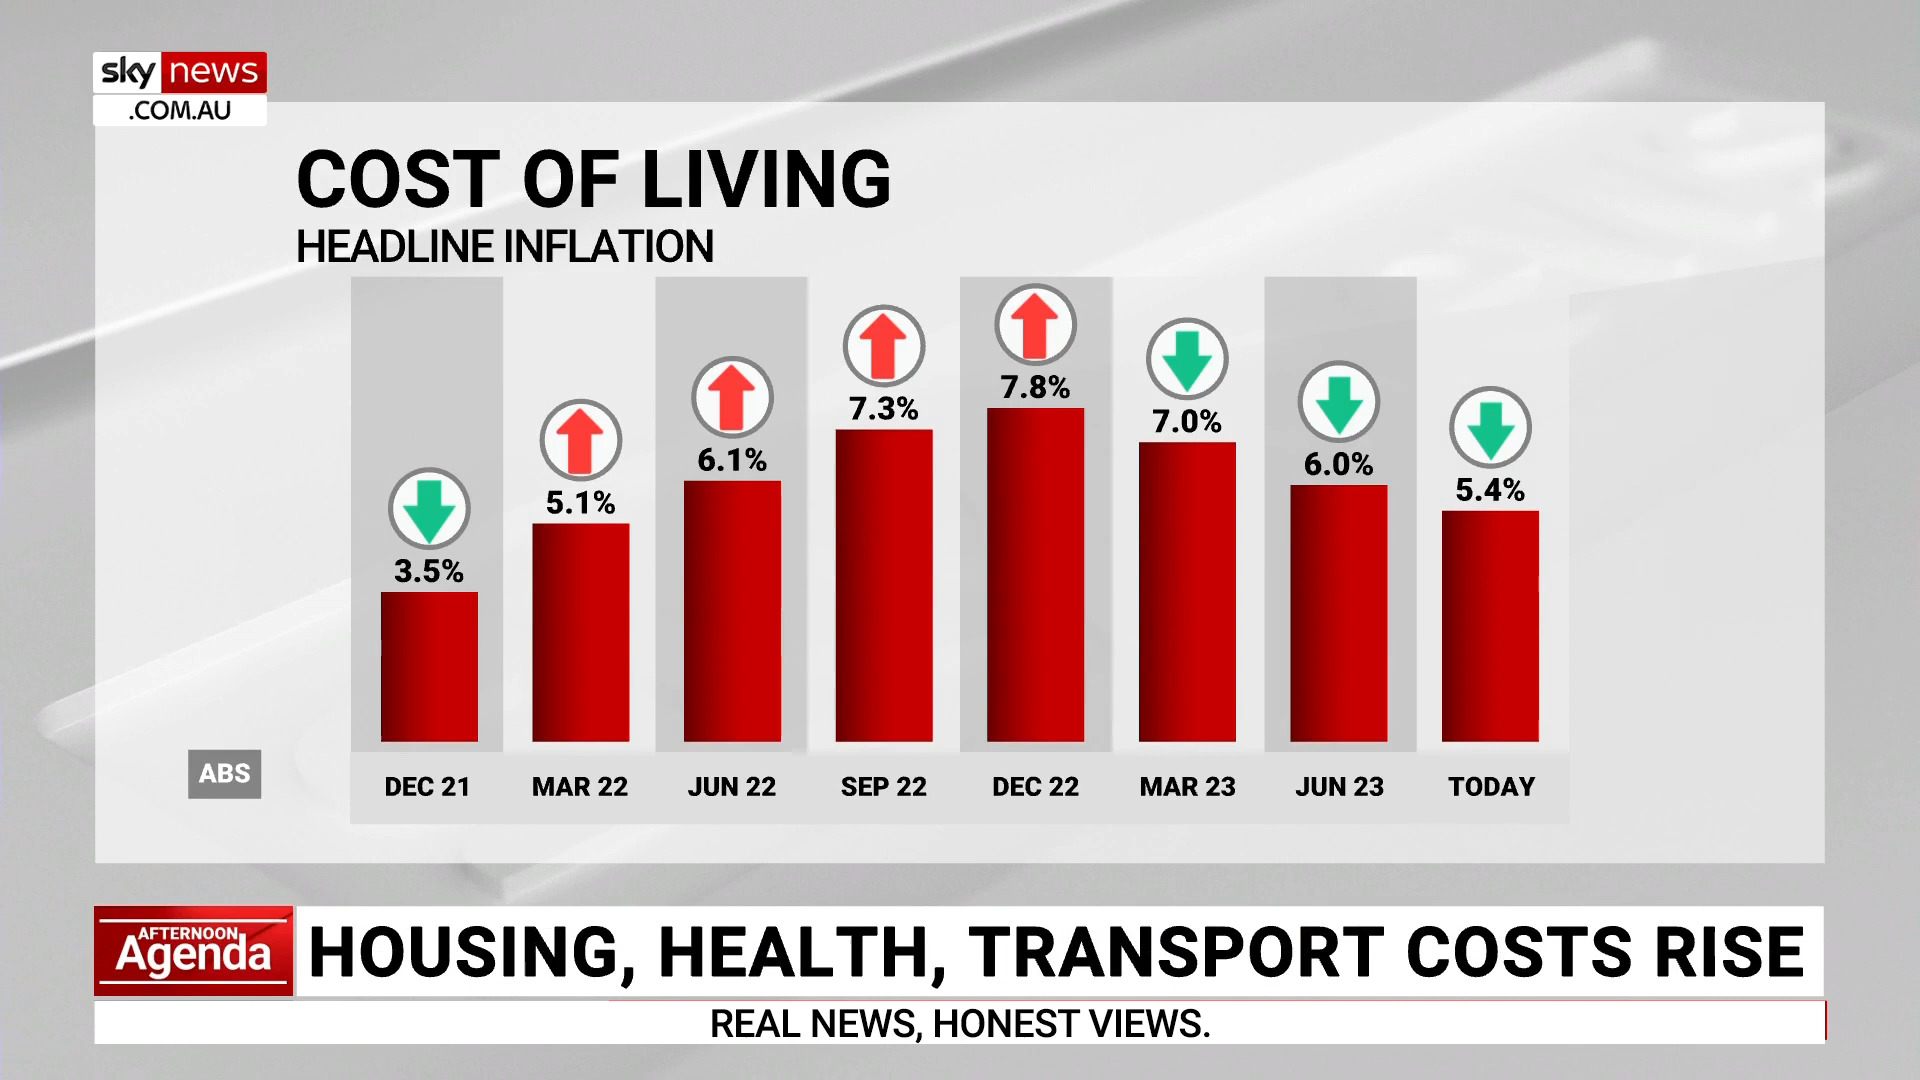 sky news
.COM.AU
COST OF LIVING
HEADLINE INFLATION
3.5%
5.1%
6.1%
7.3%
7.8%
7.0%
6.0%
5.4%
ABS
DEC 21
MAR 22
JUN 22
SEP 22
DEC 22
MAR 23
JUN 23
TODAY
AFTERNOON
Agenda
HOUSING, HEALTH, TRANSPORT COSTS RISE
REAL NEWS, HONEST VIEWS.